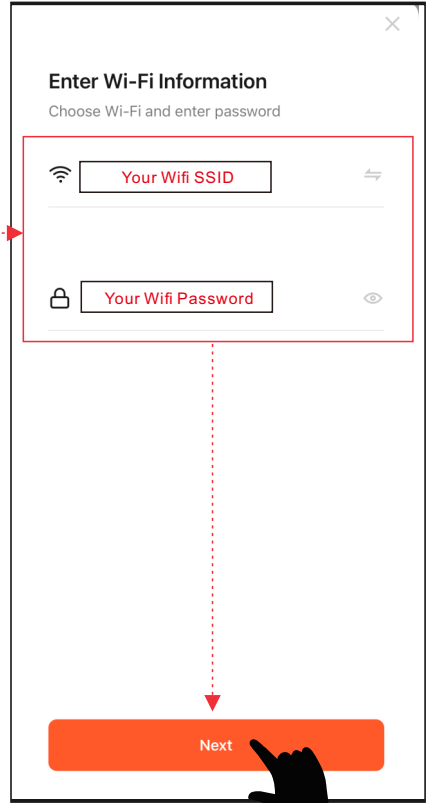 Enter Wi-Fi Information
Choose Wi-Fi and enter password
Your Wifi SSID
Your Wifi Password
Next